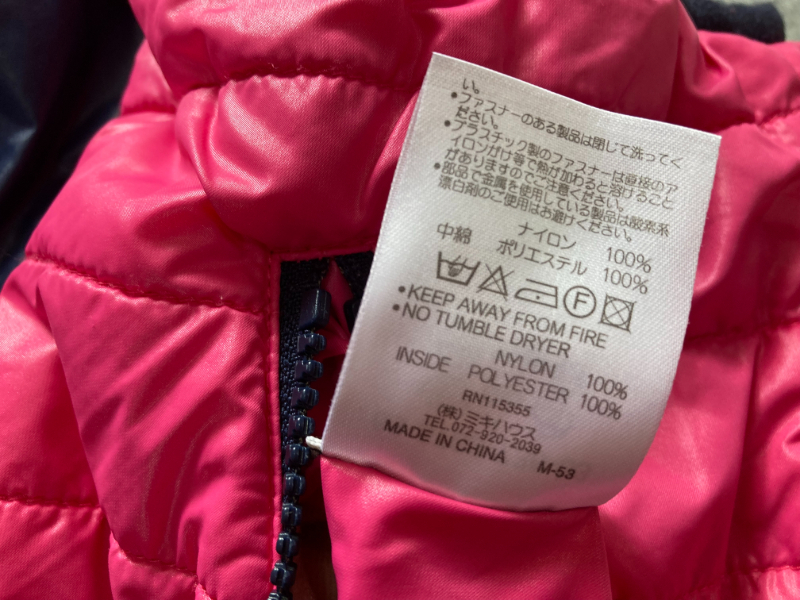 い。
•ファスナーのある製品は閉じて洗ってく
ださい。
•プラスチック製のファスナーは直接のア
イロンがけ等で熱が加わると溶けること
がありますのでご注意ください。
•部品で金属を使用している製品は酸素系
漂白剤のご使用はお避けください。
ナイロン 100%
中綿 ポリエステル 100%
F
•KEEP AWAY FROM FIRE
•NO TUMBLE DRYER
NYLON 100%
INSIDE POLYESTER 100%
RN115355
(株)ミキハウス
TEL.072-920-2039
MADE IN CHINA
M-53